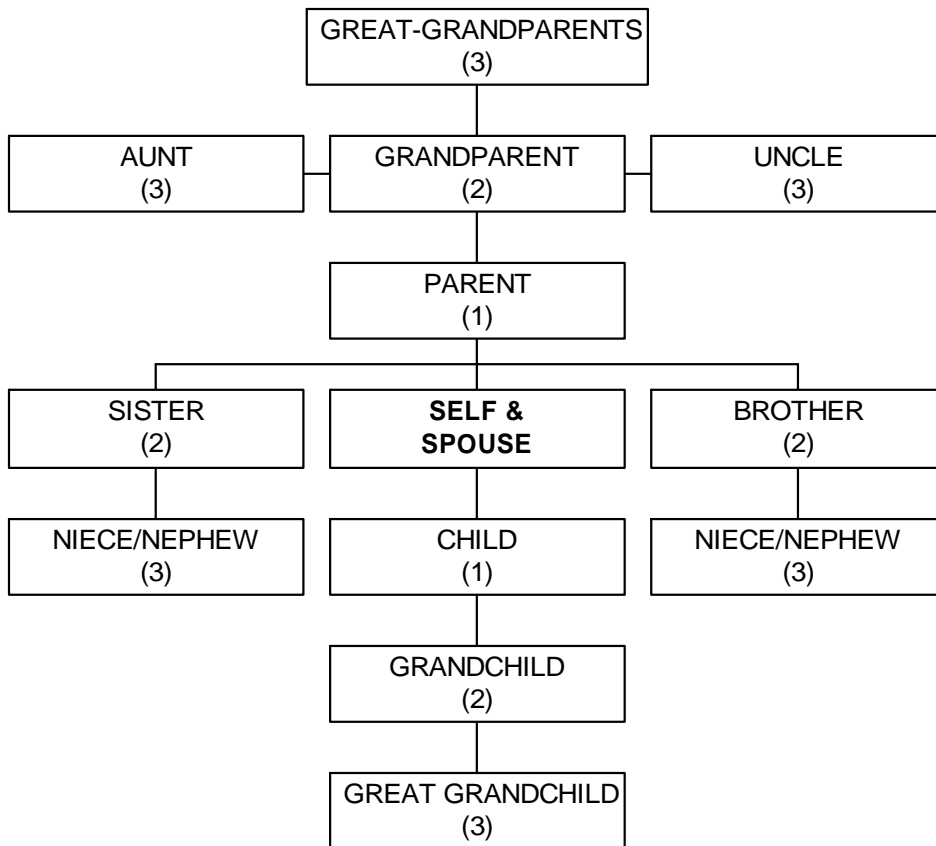 GREAT-GRANDPARENTS
(3)
AUNT
(3)
GRANDPARENT
(2)
UNCLE
(3)
PARENT
(1)
SISTER
(2)
SELF &
SPOUSE
BROTHER
(2)
NIECE/NEPHEW
(3)
CHILD
(1)
NIECE/NEPHEW
(3)
GRANDCHILD
(2)
GREAT GRANDCHILD
(3)